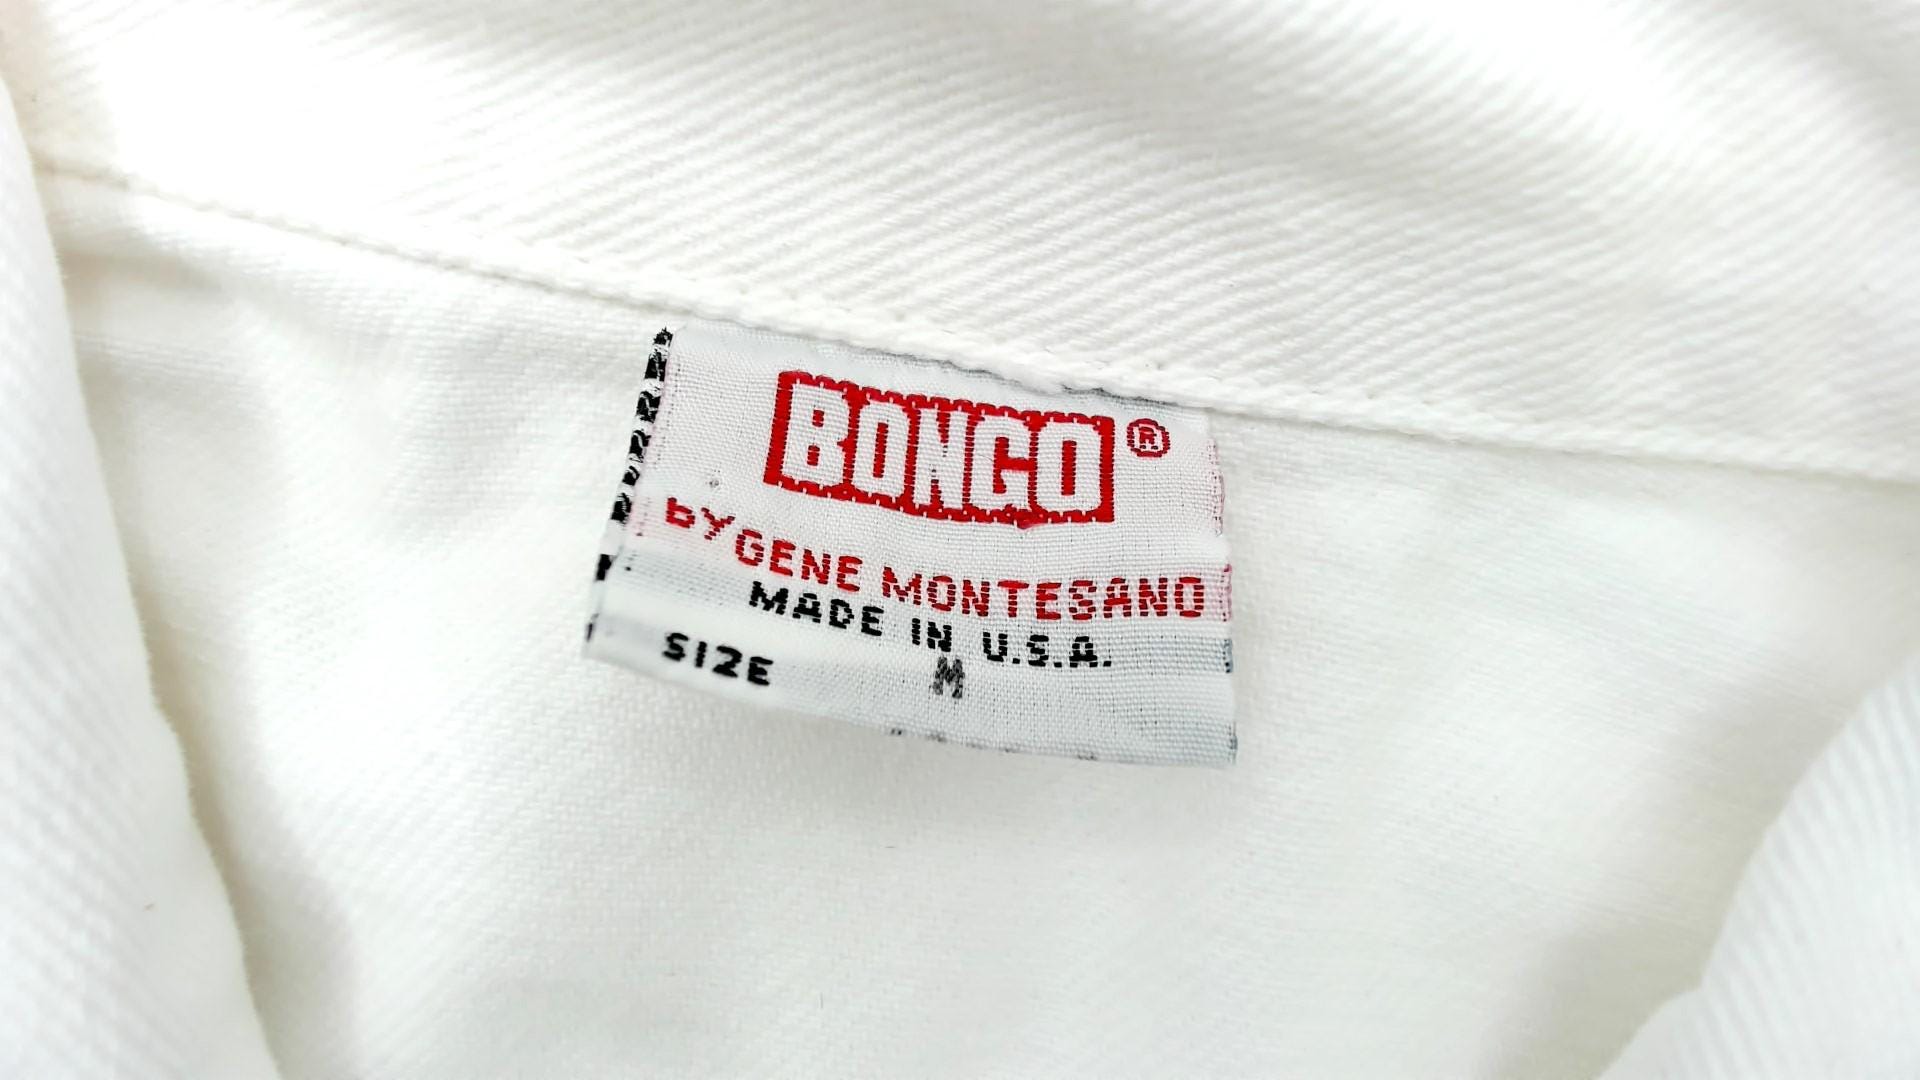 BONGO®
bY GENE MONTESANO
MADE IN U.S.A.
SIZE M